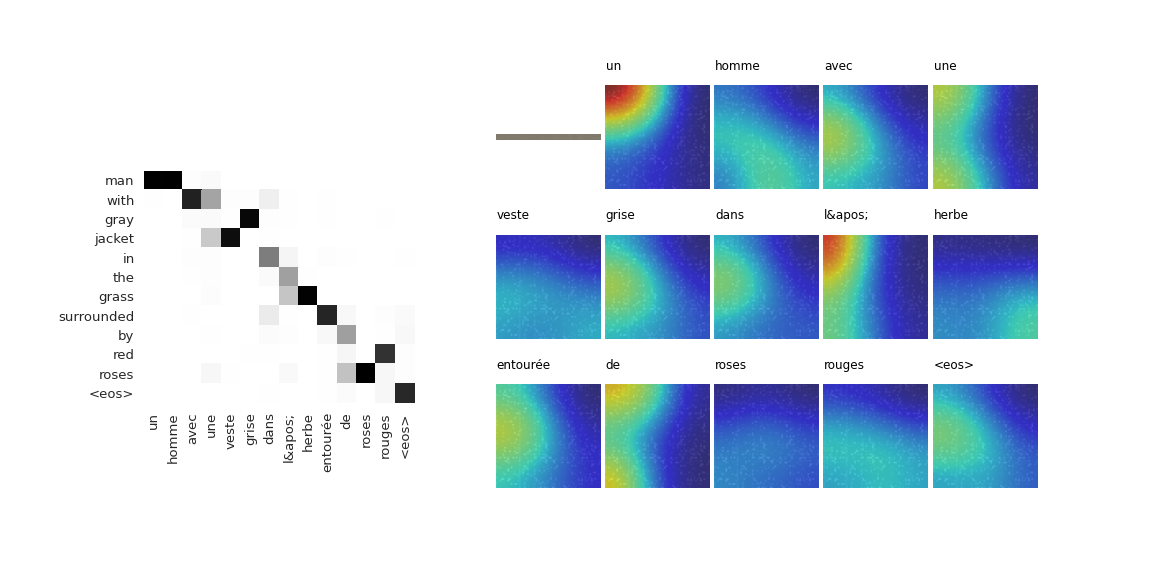 man
with
gray
jacket
in
the
grass
surrounded
by
red
roses
<eos>
un
homme
avec
une
veste
grise
dans
l&apos;
herbe
entourée
de
roses
rouges
<eos>
un homme avec une
veste grise dans l&apos; herbe
entourée de roses rouges <eos>